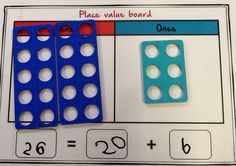 Place value board
Ones
26 = 20 + 6